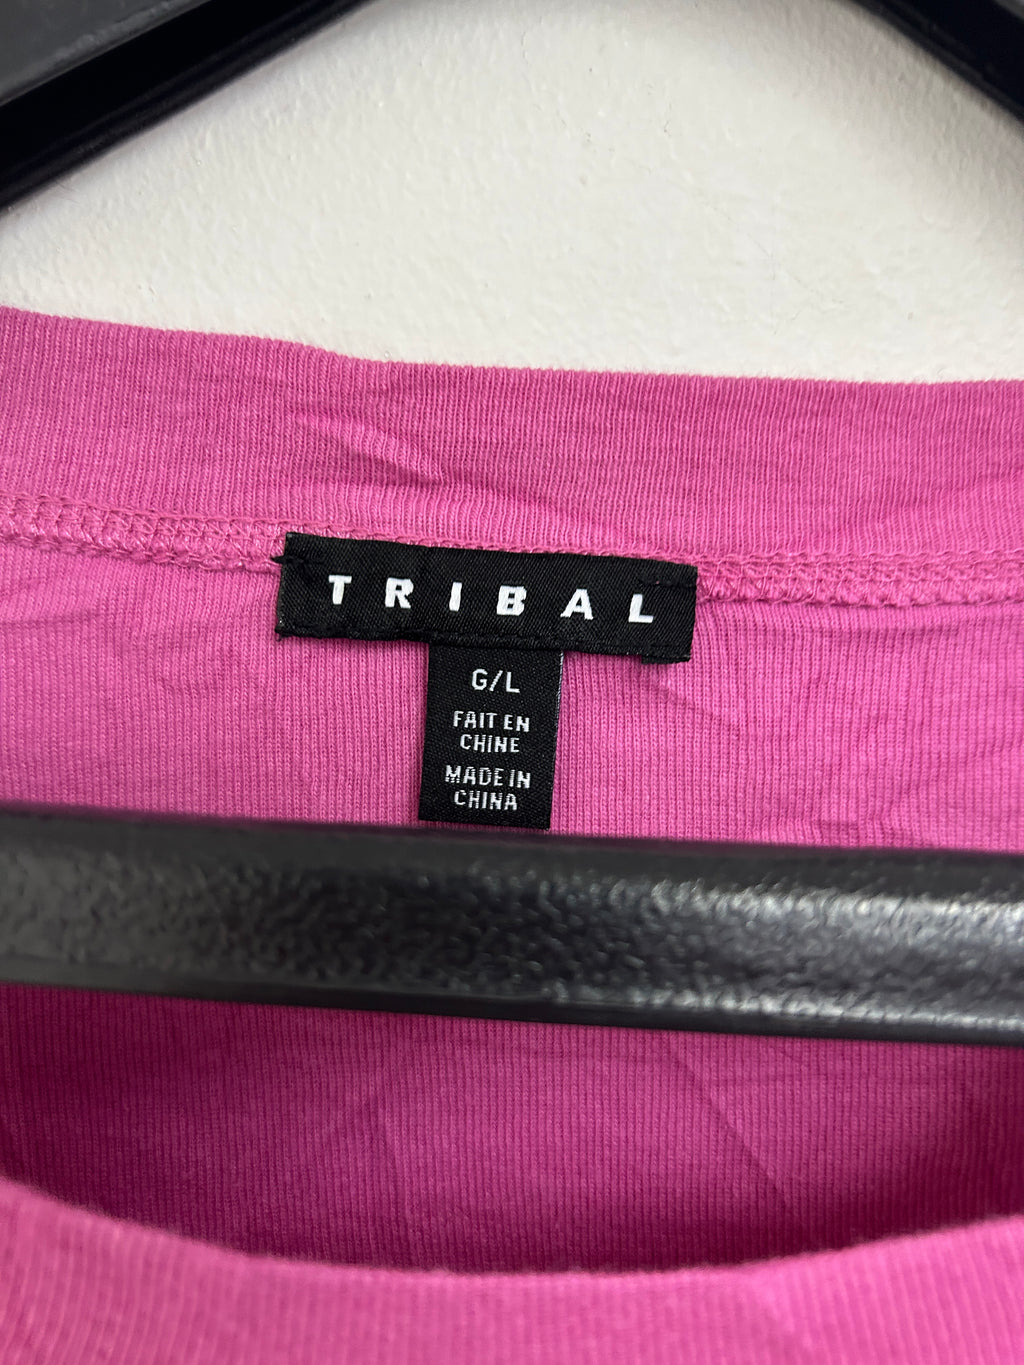 TRIBAL
G/L
FAIT EN
CHINE
MADE IN
CHINA